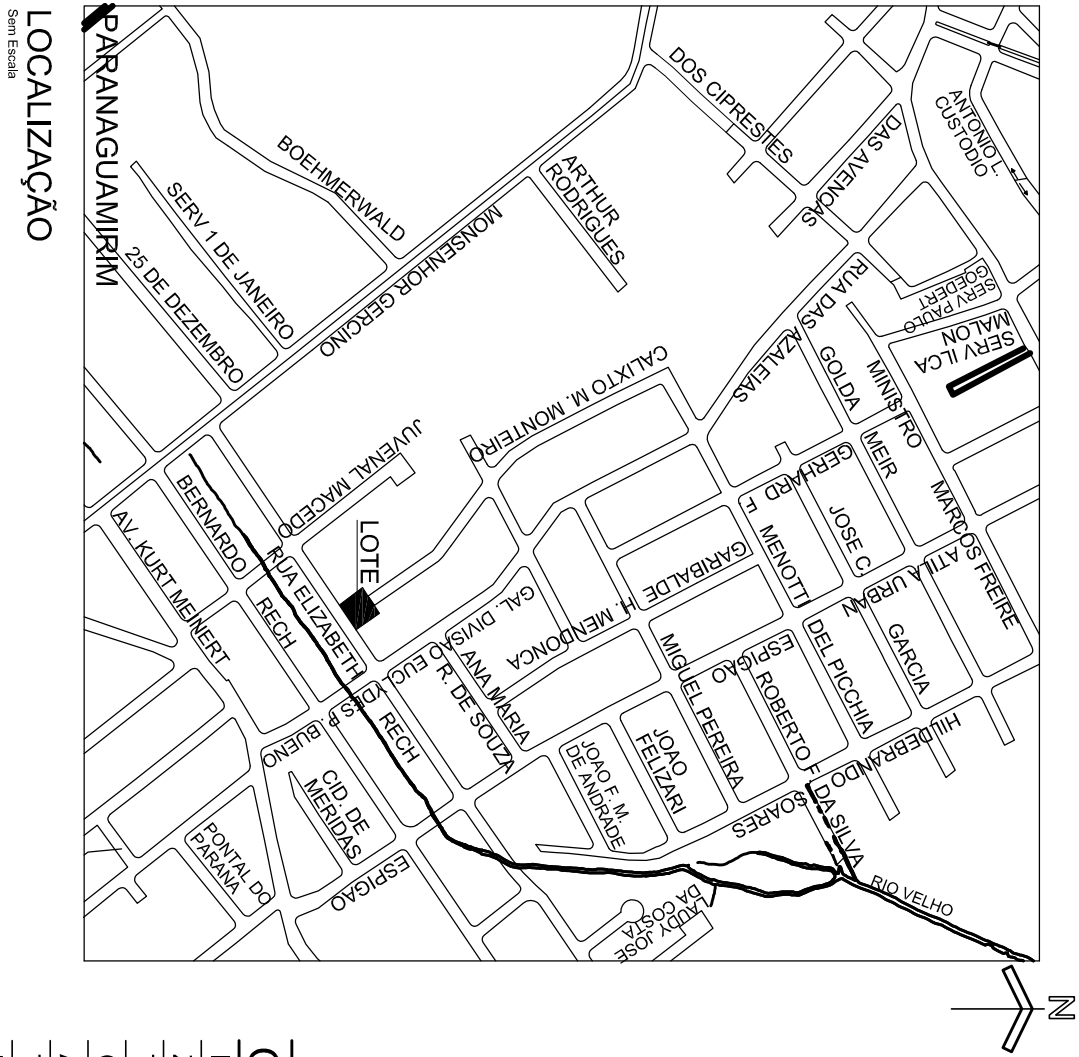 LOCALIZAÇÃO
Sem Escala
PARANAGUAMIRIM
N
ANTONIO L.
CUSTODIO
DOS CIPRESTES
DAS AVENCAS
ARTHUR
RODRIGUES
BOEHMERWALD
MONSENHOR GERCINO
SERV 1 DE JANEIRO
25 DE DEZEMBRO
SERV PAULO
GOEDERT
SERV ILCA
MALON
RUA DAS AZALEIAS
GOLDA
MEIR
MINISTRO
MARCOS FREIRE
CALIXTO M. MONTEIRO
JUVENAL MACEDO
GERHARD F.
MENOTTI
DEL PICCHIA
JOSE C.
GARCIA
ATILA URBAN
GARIBALDE
H. MENDONCA
LOTE
BERNARDO
RECH
RUA ELIZABETH
RECH
AV. KURT MEINERT
GAL. DIVISAO EUCLYDES P. BUENO
ANA MARIA
R. DE SOUZA
MIGUEL PEREIRA
ESPIGAO
ROBERTO F. DA SILVA
HILDEBRANDO
SOARES
JOAO
FELIZARI
JOAO F. M.
DE ANDRADE
CID. DE
MERIDAS
PONTAL DO
PARANA
ESPIGAO
LAUDY JOSE
DA COSTA
RIO VELHO